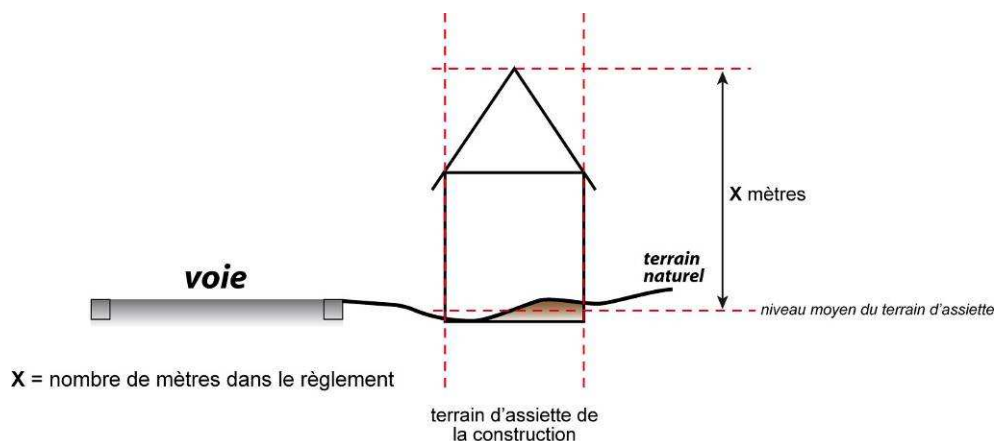 X mètres
terrain
naturel
voie
niveau moyen du terrain d'assiette
X = nombre de mètres dans le règlement
terrain d'assiette de
la construction